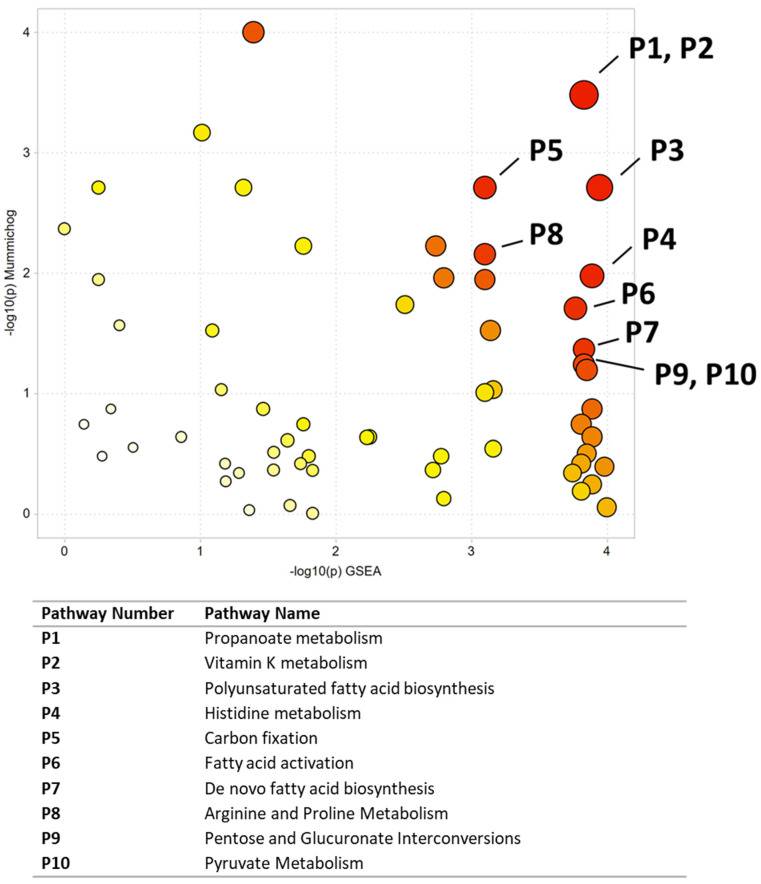 4
P1, P2
3
P5
P3
P8
P4
2
P6
P7
P9, P10
1
0
-log10(p) Mummichog
0 1 2 3 4
-log10(p) GSEA
Pathway Number Pathway Name
P1 Propanoate metabolism
P2 Vitamin K metabolism
P3 Polyunsaturated fatty acid biosynthesis
P4 Histidine metabolism
P5 Carbon fixation
P6 Fatty acid activation
P7 De novo fatty acid biosynthesis
P8 Arginine and Proline Metabolism
P9 Pentose and Glucuronate Interconversions
P10 Pyruvate Metabolism